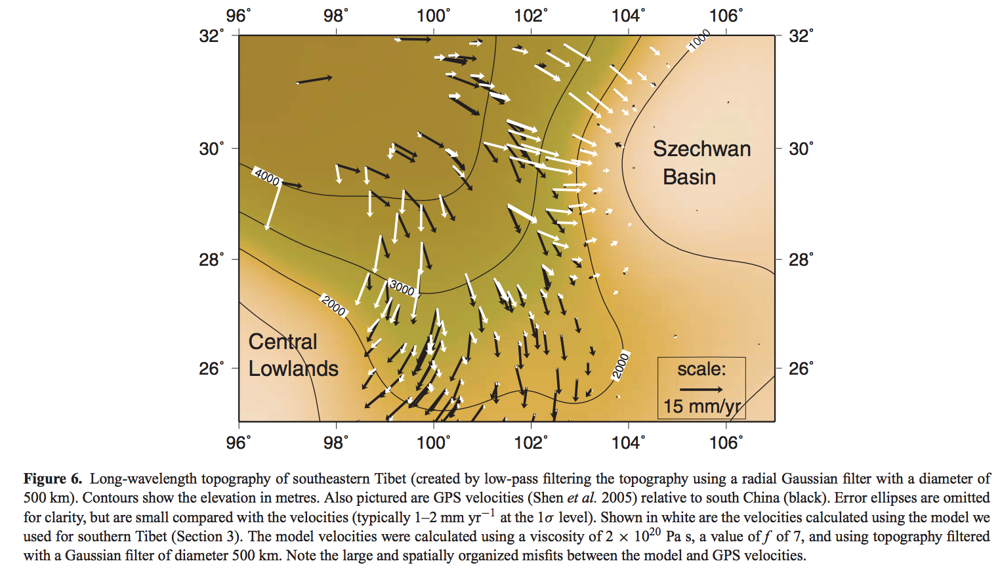 96° 98° 100° 102° 104° 106°
32° 32°
1000
30° 30°
Szechwan
Basin
4000
28° 28°
3000
2000
Central
Lowlands
26° 26°
2000
scale:
15 mm/yr
96° 98° 100° 102° 104° 106°
Figure 6. Long-wavelength topography of southeastern Tibet (created by low-pass filtering the topography using a radial Gaussian filter with a diameter of
500 km). Contours show the elevation in metres. Also pictured are GPS velocities (Shen et al. 2005) relative to south China (black). Error ellipses are omitted
for clarity, but are small compared with the velocities (typically 1–2 mm yr⁻¹ at the 1σ level). Shown in white are the velocities calculated using the model we
used for southern Tibet (Section 3). The model velocities were calculated using a viscosity of 2 × 10²⁰ Pa s, a value of f of 7, and using topography filtered
with a Gaussian filter of diameter 500 km. Note the large and spatially organized misfits between the model and GPS velocities.